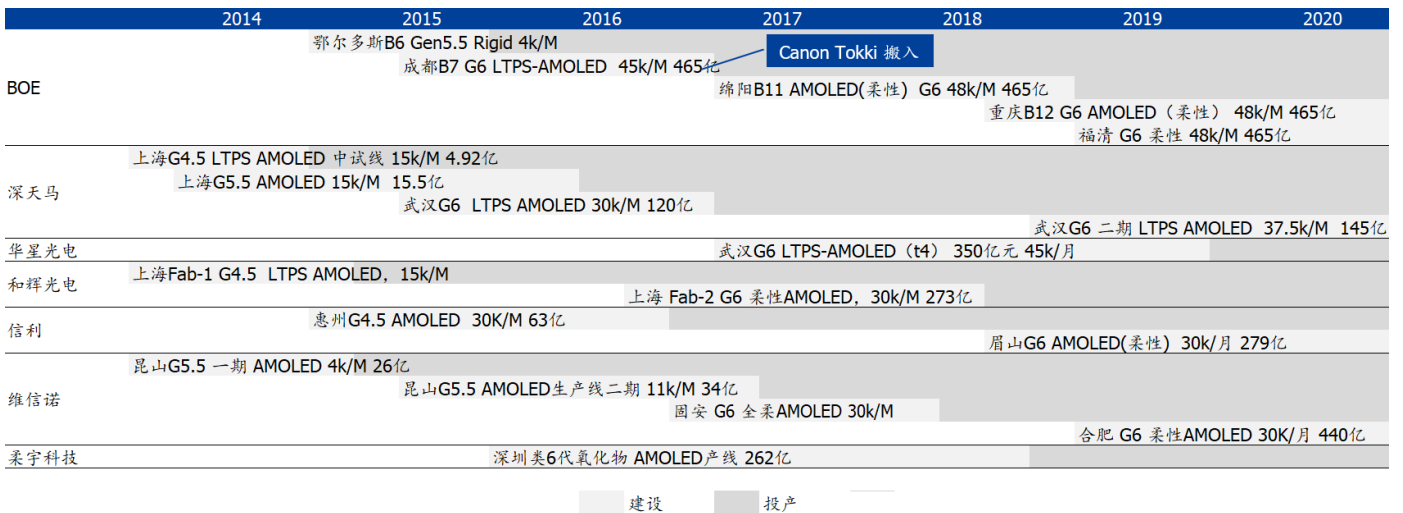 2014 2015 2016 2017 2018 2019 2020
鄂尔多斯B6 Gen5.5 Rigid 4k/M
Canon Tokki 搬入
成都B7 G6 LTPS-AMOLED 45k/M 465亿
BOE
绵阳B11 AMOLED(柔性) G6 48k/M 465亿
重庆B12 G6 AMOLED（柔性） 48k/M 465亿
福清 G6 柔性 48k/M 465亿
上海G4.5 LTPS AMOLED 中试线 15k/M 4.92亿
上海G5.5 AMOLED 15k/M 15.5亿
深天马
武汉G6 LTPS AMOLED 30k/M 120亿
武汉G6 二期 LTPS AMOLED 37.5k/M 145亿
华星光电 武汉G6 LTPS-AMOLED（t4） 350亿元 45k/月
上海Fab-1 G4.5 LTPS AMOLED，15k/M
和辉光电
上海 Fab-2 G6 柔性AMOLED，30k/M 273亿
惠州G4.5 AMOLED 30K/M 63亿
信利
眉山G6 AMOLED(柔性) 30k/月 279亿
昆山G5.5 一期 AMOLED 4k/M 26亿
昆山G5.5 AMOLED生产线二期 11k/M 34亿
维信诺
固安 G6 全柔AMOLED 30k/M
合肥 G6 柔性AMOLED 30K/月 440亿
柔宇科技 深圳类6代氧化物 AMOLED产线 262亿
建设 投产